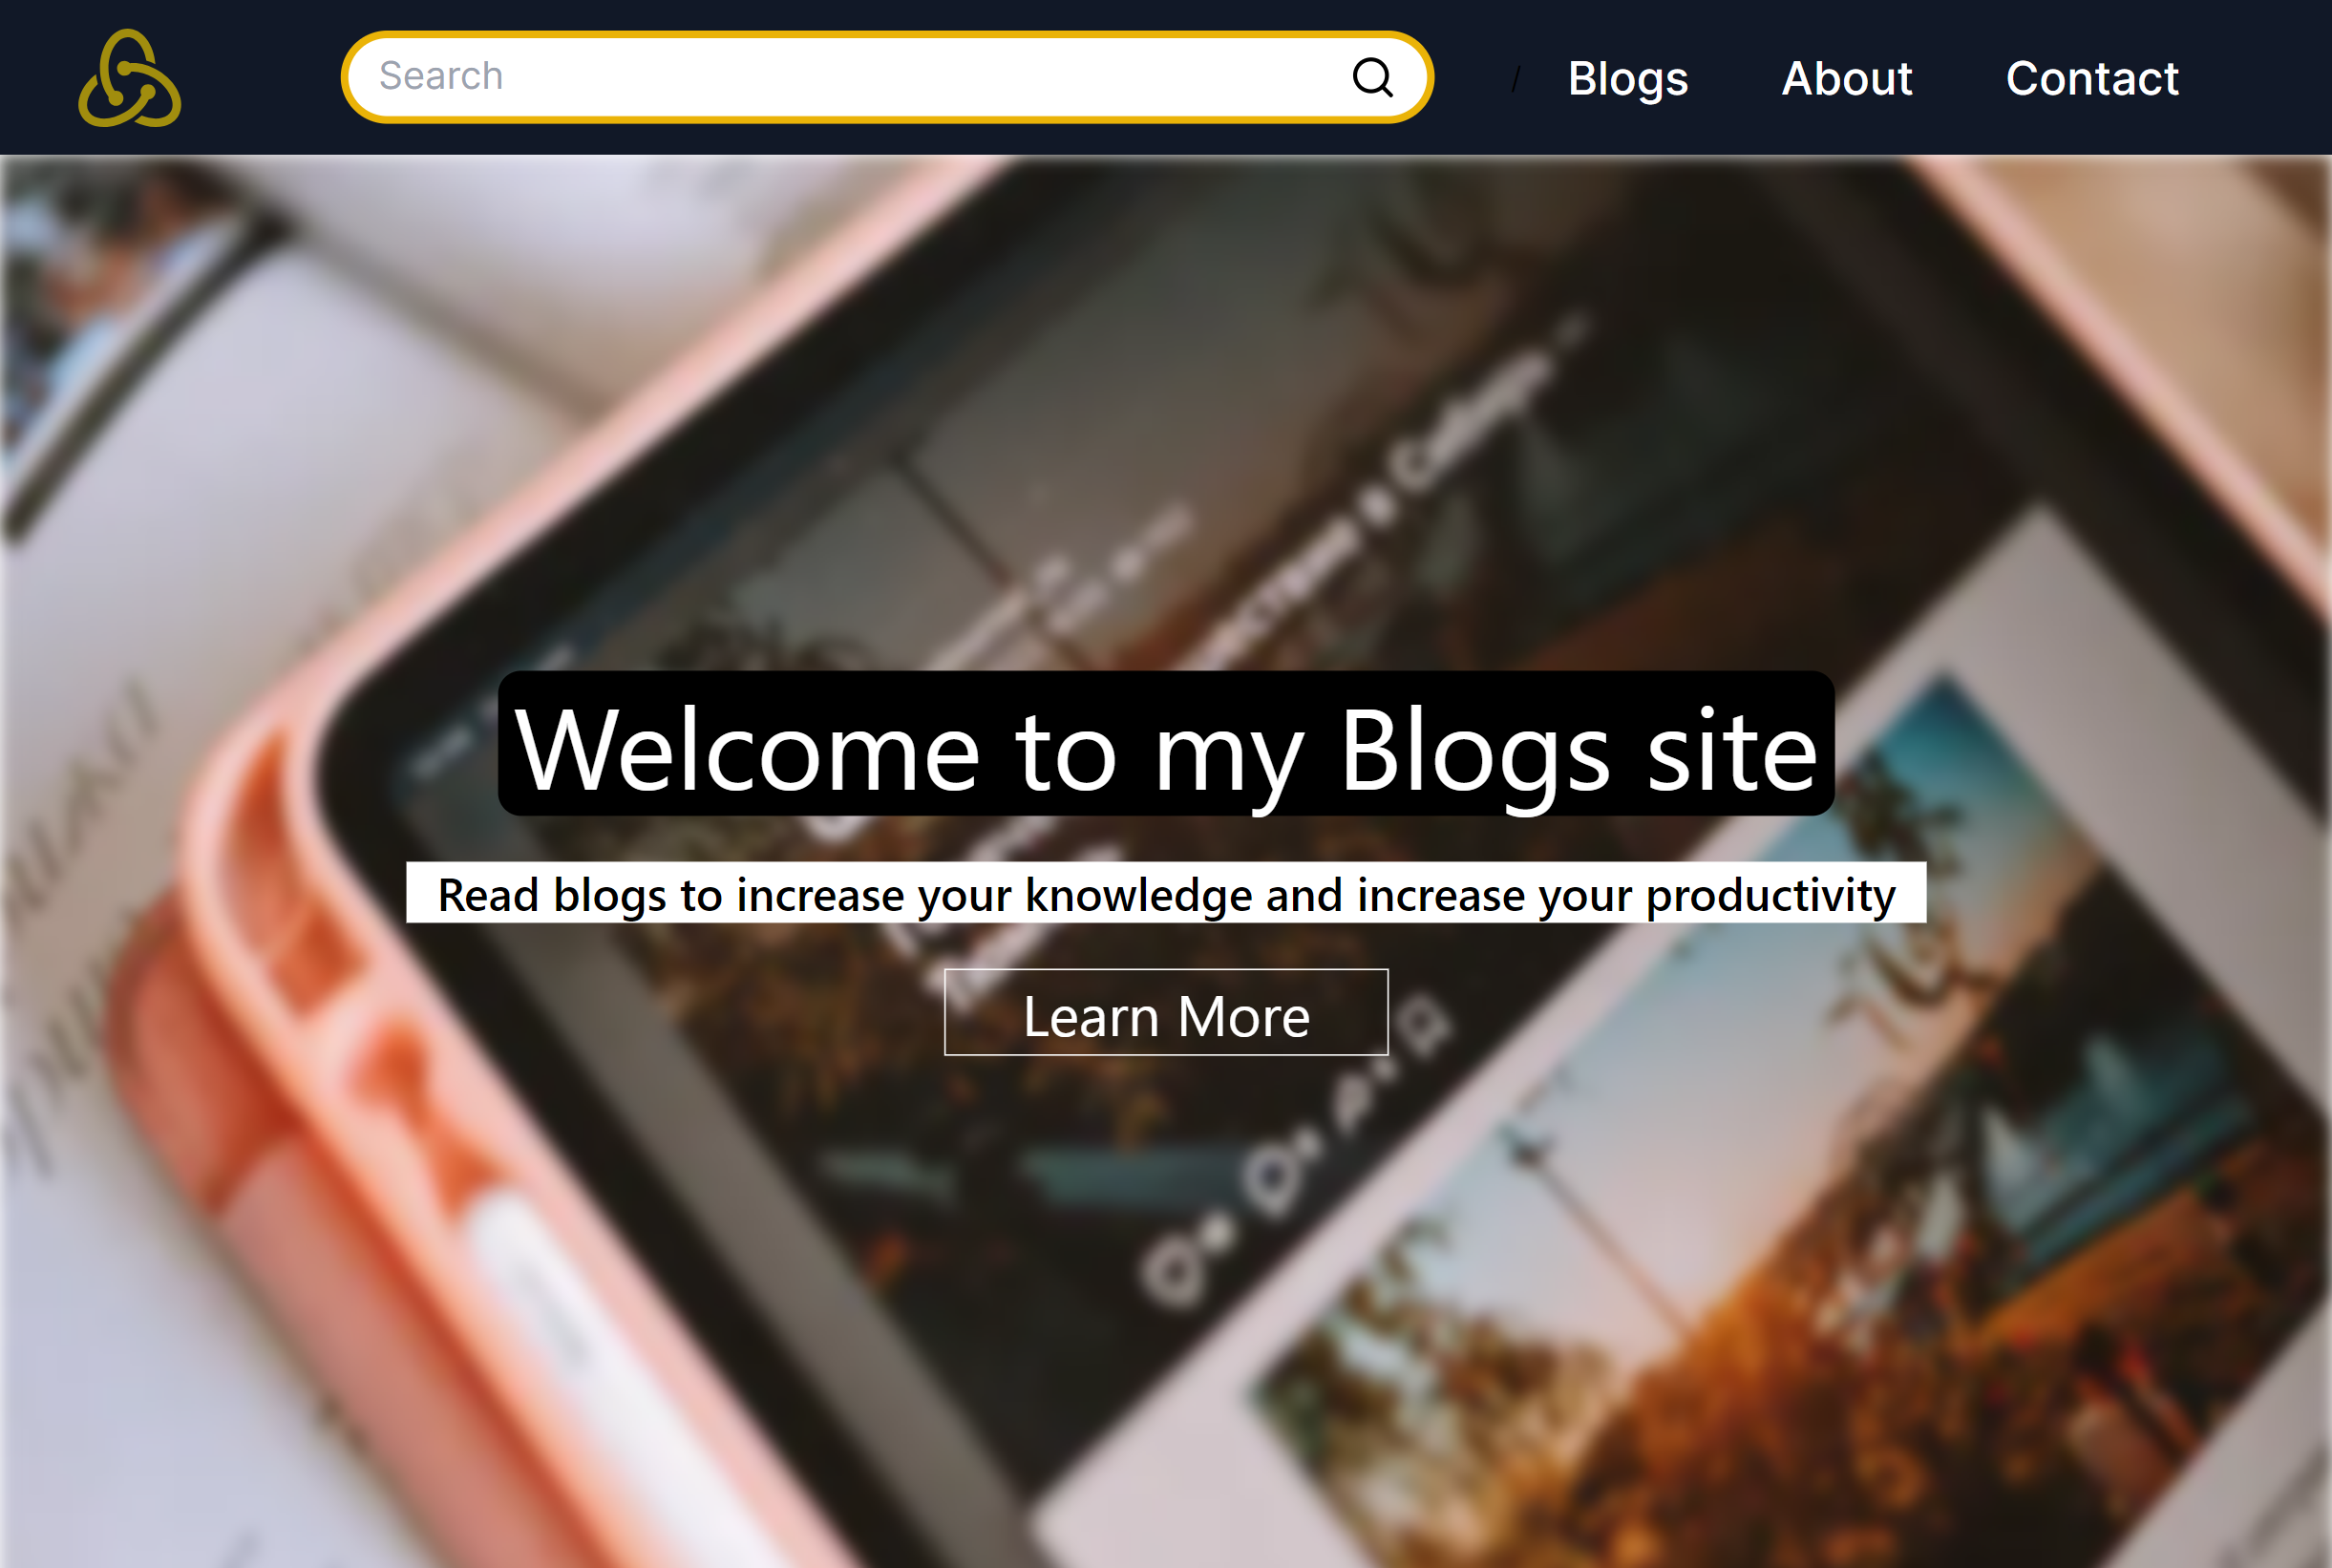 Search / Blogs About Contact
Welcome to my Blogs site
Read blogs to increase your knowledge and increase your productivity
Learn More